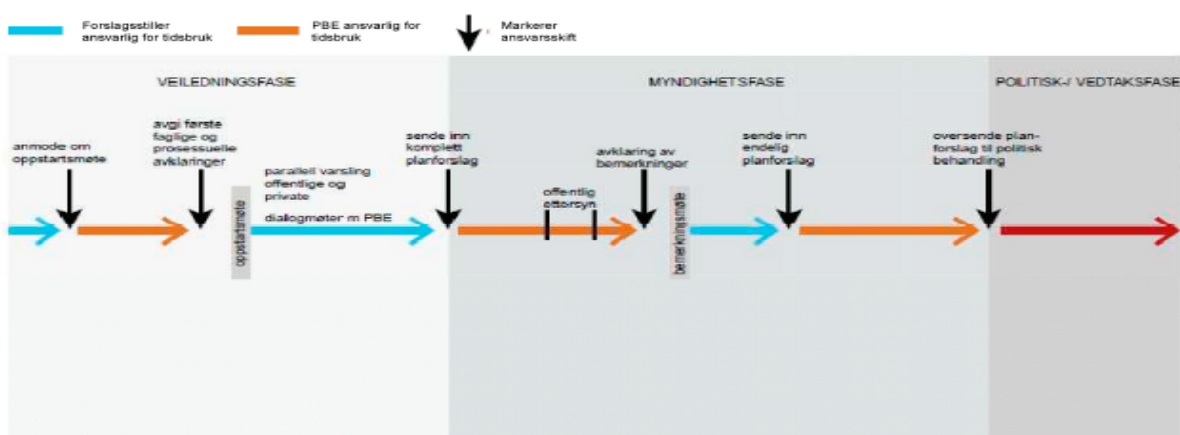 Forslagsstiller
ansvarlig for tidsbruk
PBE ansvarlig for
tidsbruk
Markerer
ansvarsskift
VEILEDNINGSFASE
MYNDIGHETSFASE
POLITISK-/ VEDTAKSFASE
anmode om
oppstartsmøte
avgi første
faglige og
prosessuelle
avklaringer
oppstartsmøte
parallell varsling
offentlige og
private
dialogmøter m PBE
sende inn
komplett
planforslag
offentlig
ettersyn
avklaring av
bemerkninger
bemerkningsmøte
sende inn
endelig
planforslag
oversende plan-
forslag til politisk
behandling